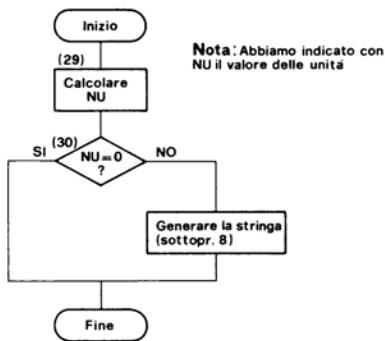 Inizio
Nota: Abbiamo indicato con
NU il valore delle unità
(29)
Calcolare
NU
(30)
SI
NU=0
?
NO
Generare la stringa
(sottopr. 8)
Fine